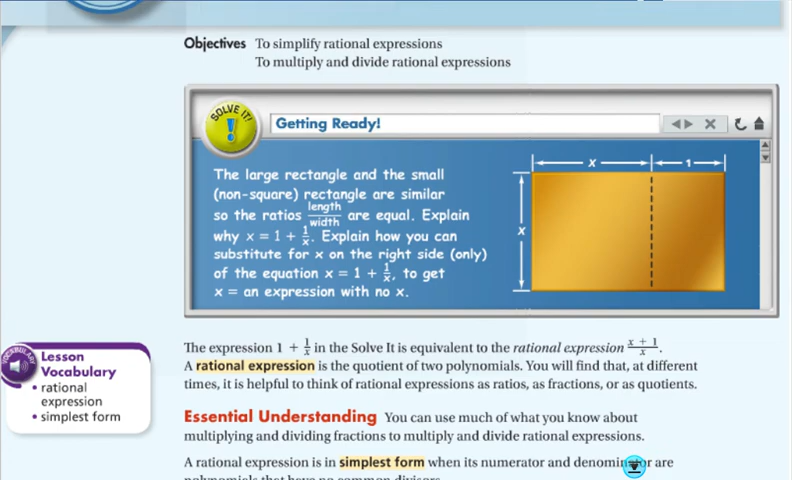 Objectives To simplify rational expressions
To multiply and divide rational expressions
SOLVE IT!
Getting Ready!
The large rectangle and the small
(non-square) rectangle are similar
so the ratios length/width are equal. Explain
why x = 1 + 1/x. Explain how you can
substitute for x on the right side (only)
of the equation x = 1 + 1/x, to get
x = an expression with no x.
x 1
x
The expression 1 + 1/x in the Solve It is equivalent to the rational expression (x + 1)/x.
A rational expression is the quotient of two polynomials. You will find that, at different
times, it is helpful to think of rational expressions as ratios, as fractions, or as quotients.
VOCABULARY
Lesson
Vocabulary
• rational
expression
• simplest form
Essential Understanding You can use much of what you know about
multiplying and dividing fractions to multiply and divide rational expressions.
A rational expression is in simplest form when its numerator and denominator are
polynomials that have no common divisors.